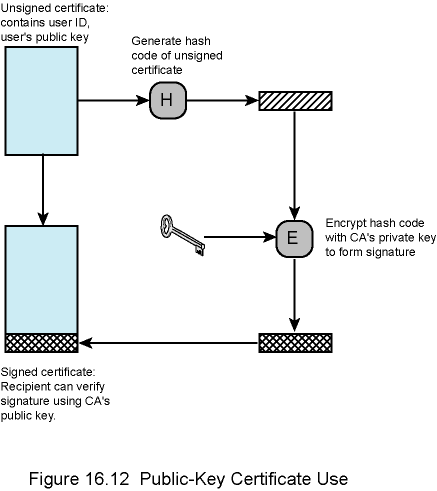 Unsigned certificate:
contains user ID,
user's public key
Generate hash
code of unsigned
certificate
H
E
Encrypt hash code
with CA's private key
to form signature
Signed certificate:
Recipient can verify
signature using CA's
public key.
Figure 16.12  Public-Key Certificate Use